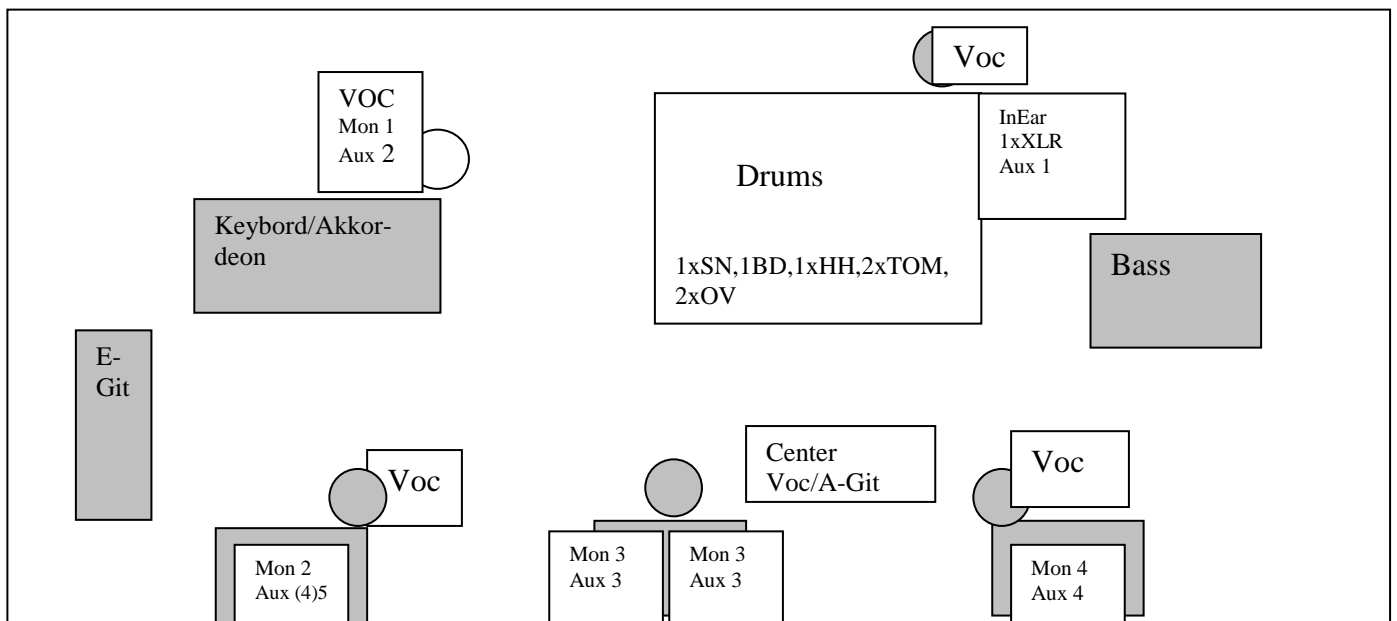 Voc
VOC
Mon 1
Aux 2
InEar
1xXLR
Aux 1
Drums
1xSN,1BD,1xHH,2xTOM,
2xOV
Keybord/Akkor-
deon
Bass
E-
Git
Voc
Center
Voc/A-Git
Voc
Mon 2
Aux (4)5
Mon 3
Aux 3
Mon 3
Aux 3
Mon 4
Aux 4